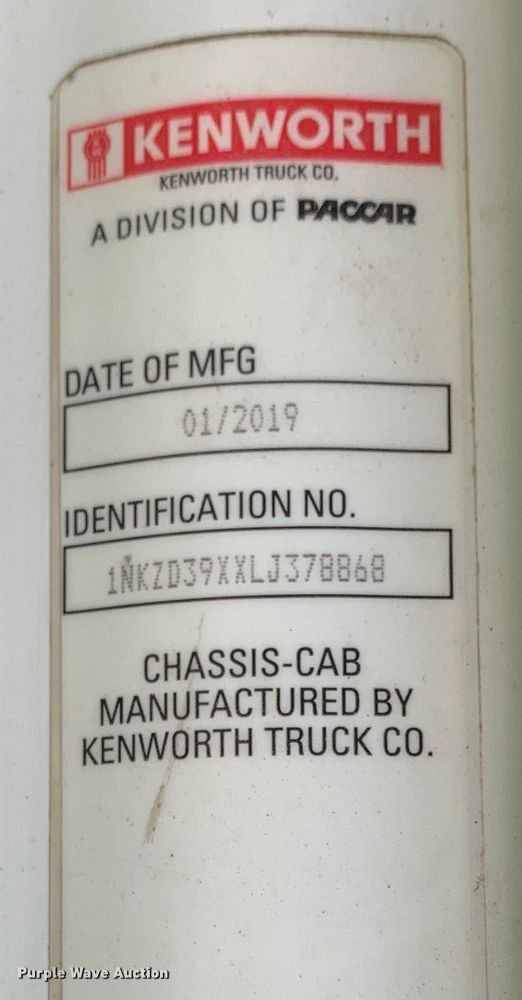 KENWORTH
KENWORTH TRUCK CO.
A DIVISION OF PACCAR
DATE OF MFG
01/2019
IDENTIFICATION NO.
1NKZD39XXLJ378868
CHASSIS-CAB
MANUFACTURED BY
KENWORTH TRUCK CO.
Purple Wave Auction